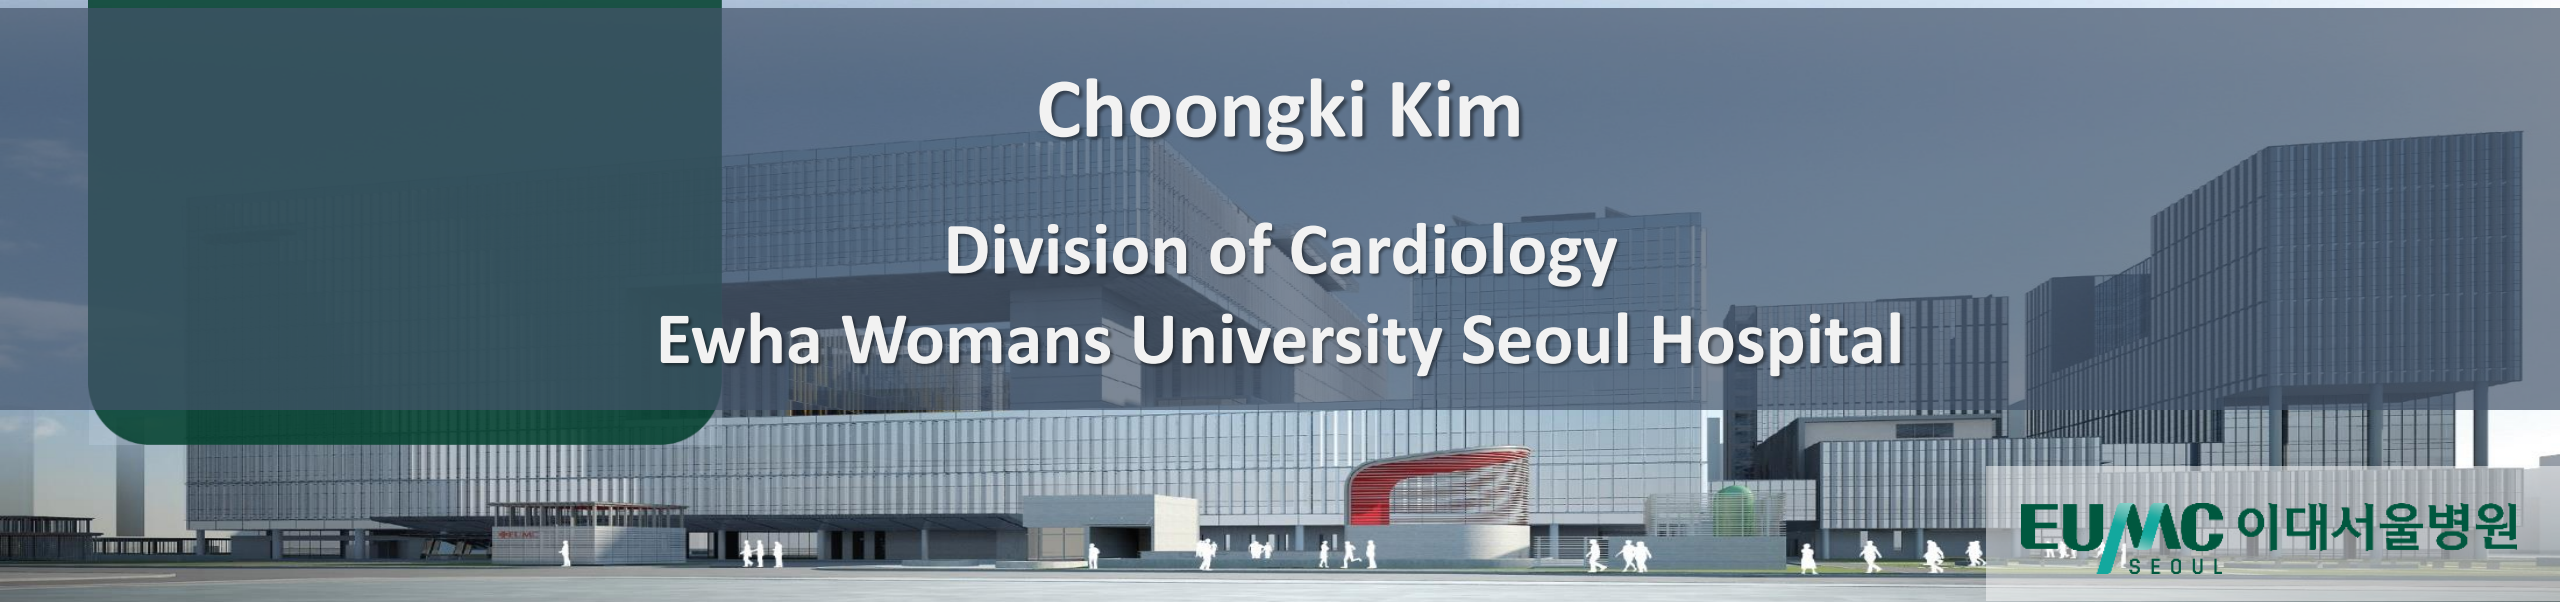 Choongki Kim
Division of Cardiology
Ewha Womans University Seoul Hospital
EUMC 이대서울병원
SEOUL